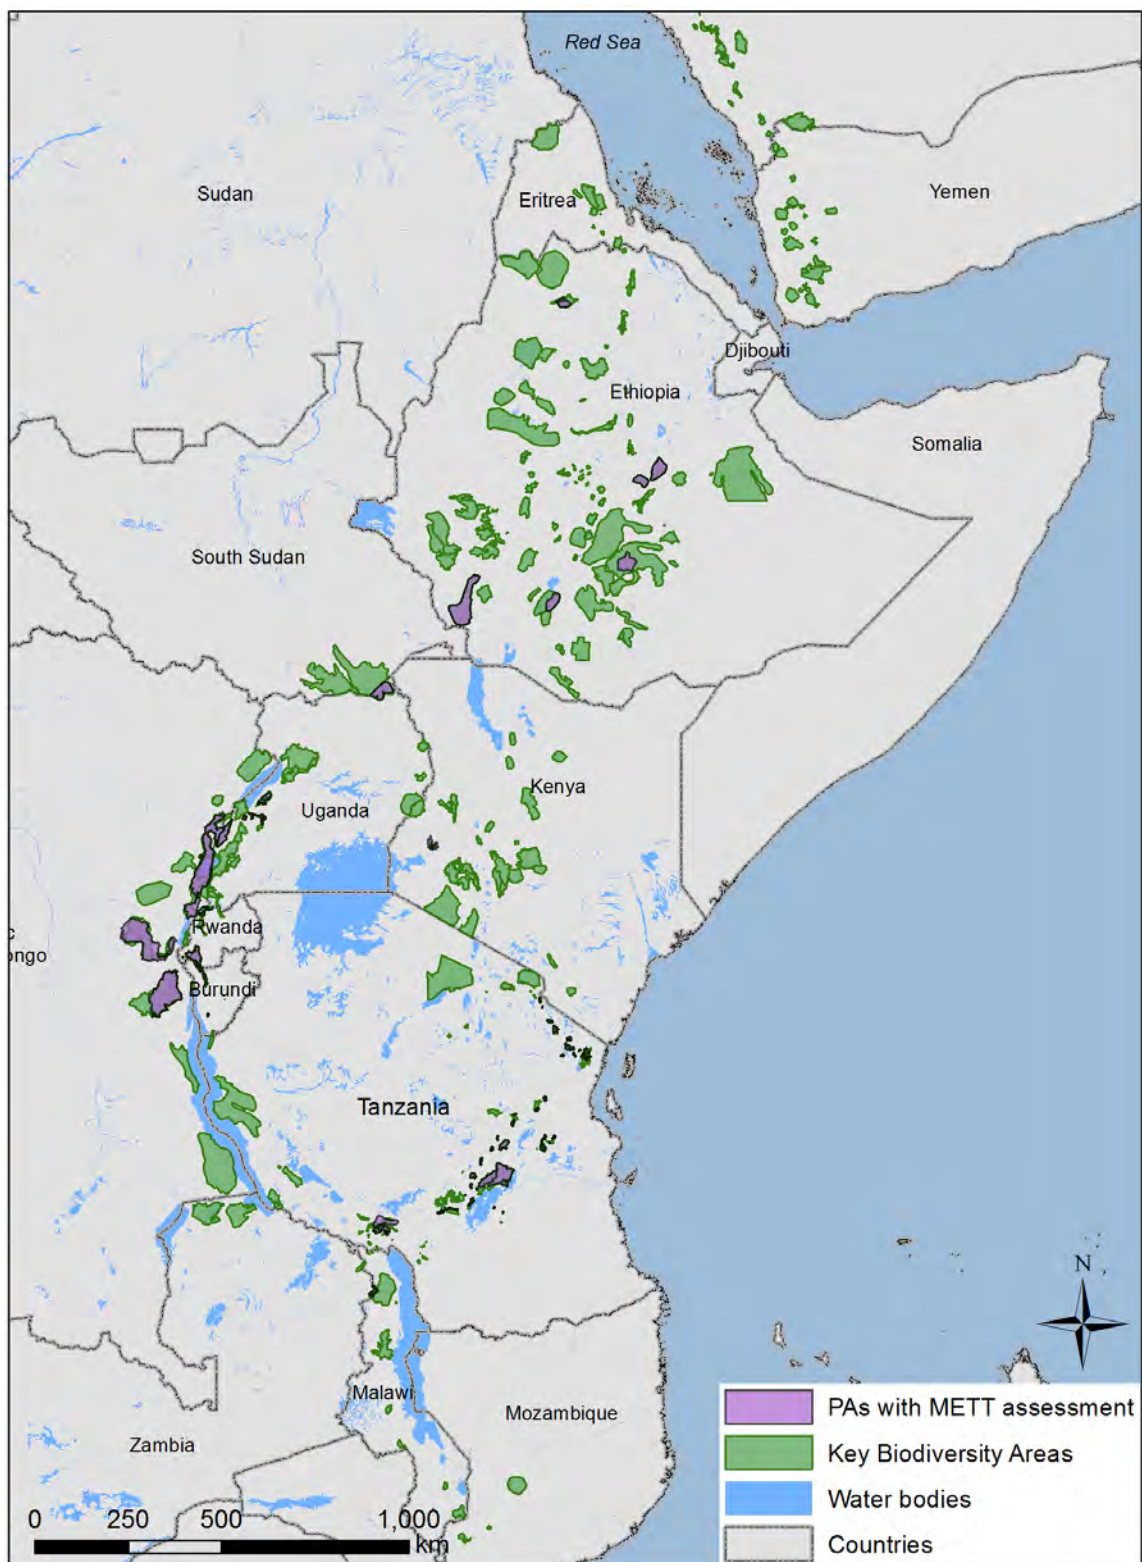 Red Sea
Sudan
Eritrea
Yemen
Djibouti
Ethiopia
Somalia
South Sudan
Kenya
Uganda
Rwanda
c
ongo
Burundi
Tanzania
N
Malawi
Mozambique
Zambia
0 250 500 1,000
km
PAs with METT assessment
Key Biodiversity Areas
Water bodies
Countries